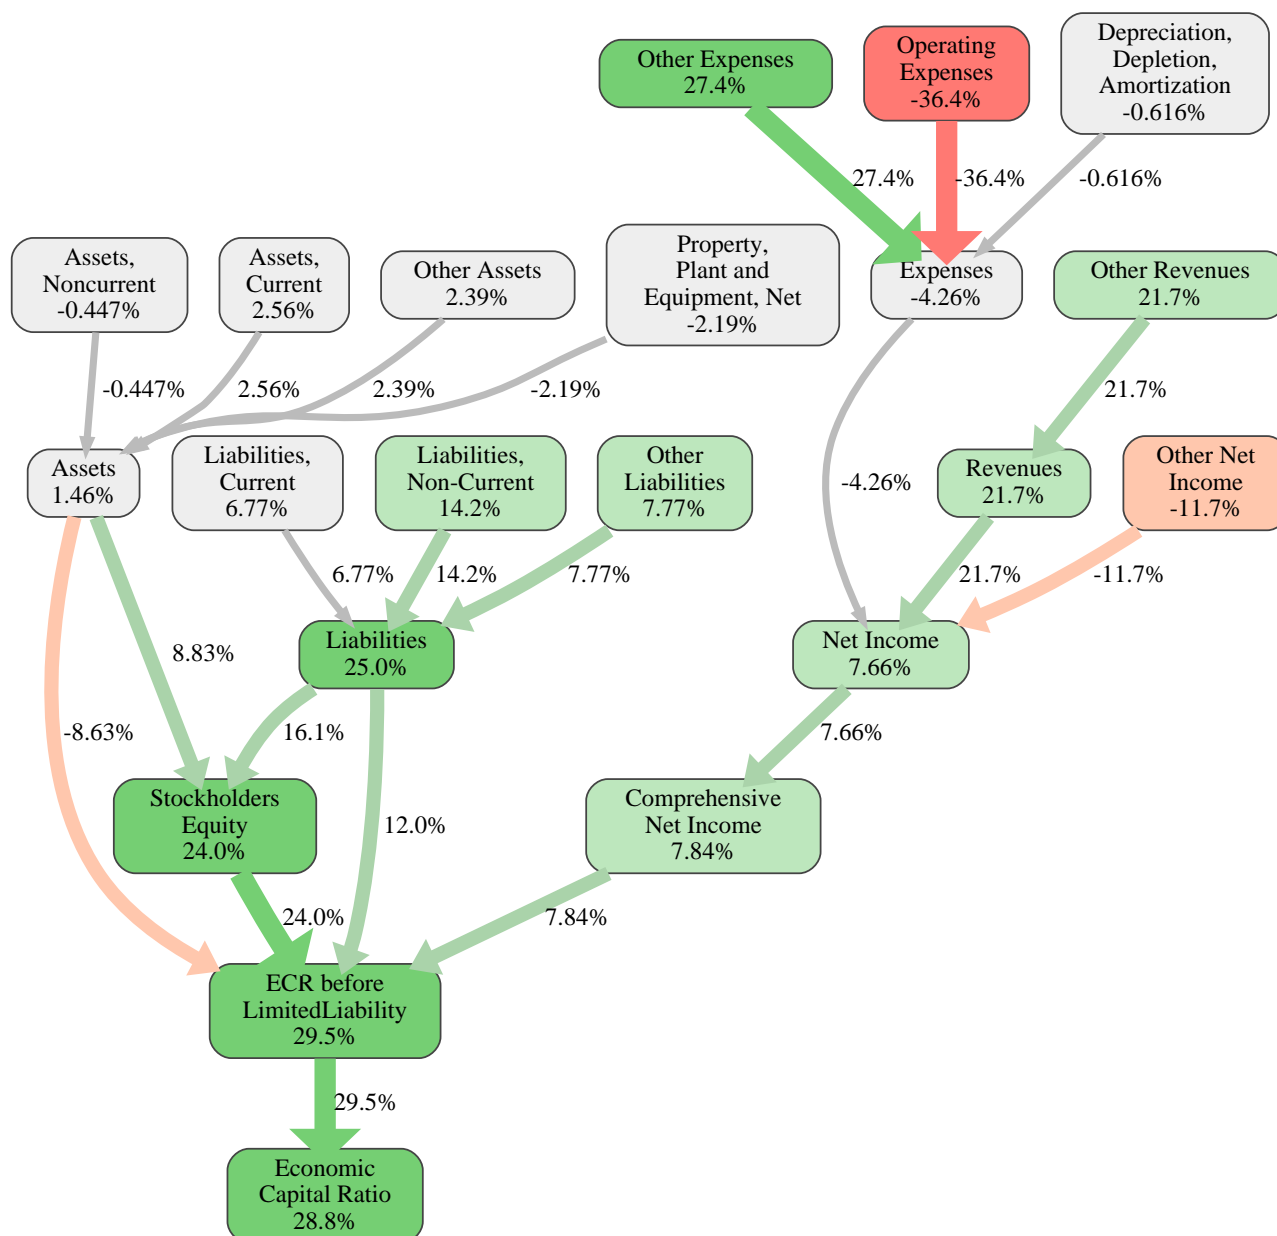 Other Expenses
27.4%
Operating
Expenses
-36.4%
Depreciation,
Depletion,
Amortization
-0.616%
27.4%
-36.4%
-0.616%
Assets,
Noncurrent
-0.447%
Assets,
Current
2.56%
Other Assets
2.39%
Property,
Plant and
Equipment, Net
-2.19%
Expenses
-4.26%
Other Revenues
21.7%
-0.447%
2.56%
2.39%
-2.19%
21.7%
Assets
1.46%
Liabilities,
Current
6.77%
Liabilities,
Non-Current
14.2%
Other
Liabilities
7.77%
-4.26%
Revenues
21.7%
Other Net
Income
-11.7%
6.77%
14.2%
7.77%
21.7%
-11.7%
8.83%
Liabilities
25.0%
Net Income
7.66%
-8.63%
16.1%
7.66%
Stockholders
Equity
24.0%
12.0%
Comprehensive
Net Income
7.84%
24.0%
7.84%
ECR before
LimitedLiability
29.5%
29.5%
Economic
Capital Ratio
28.8%